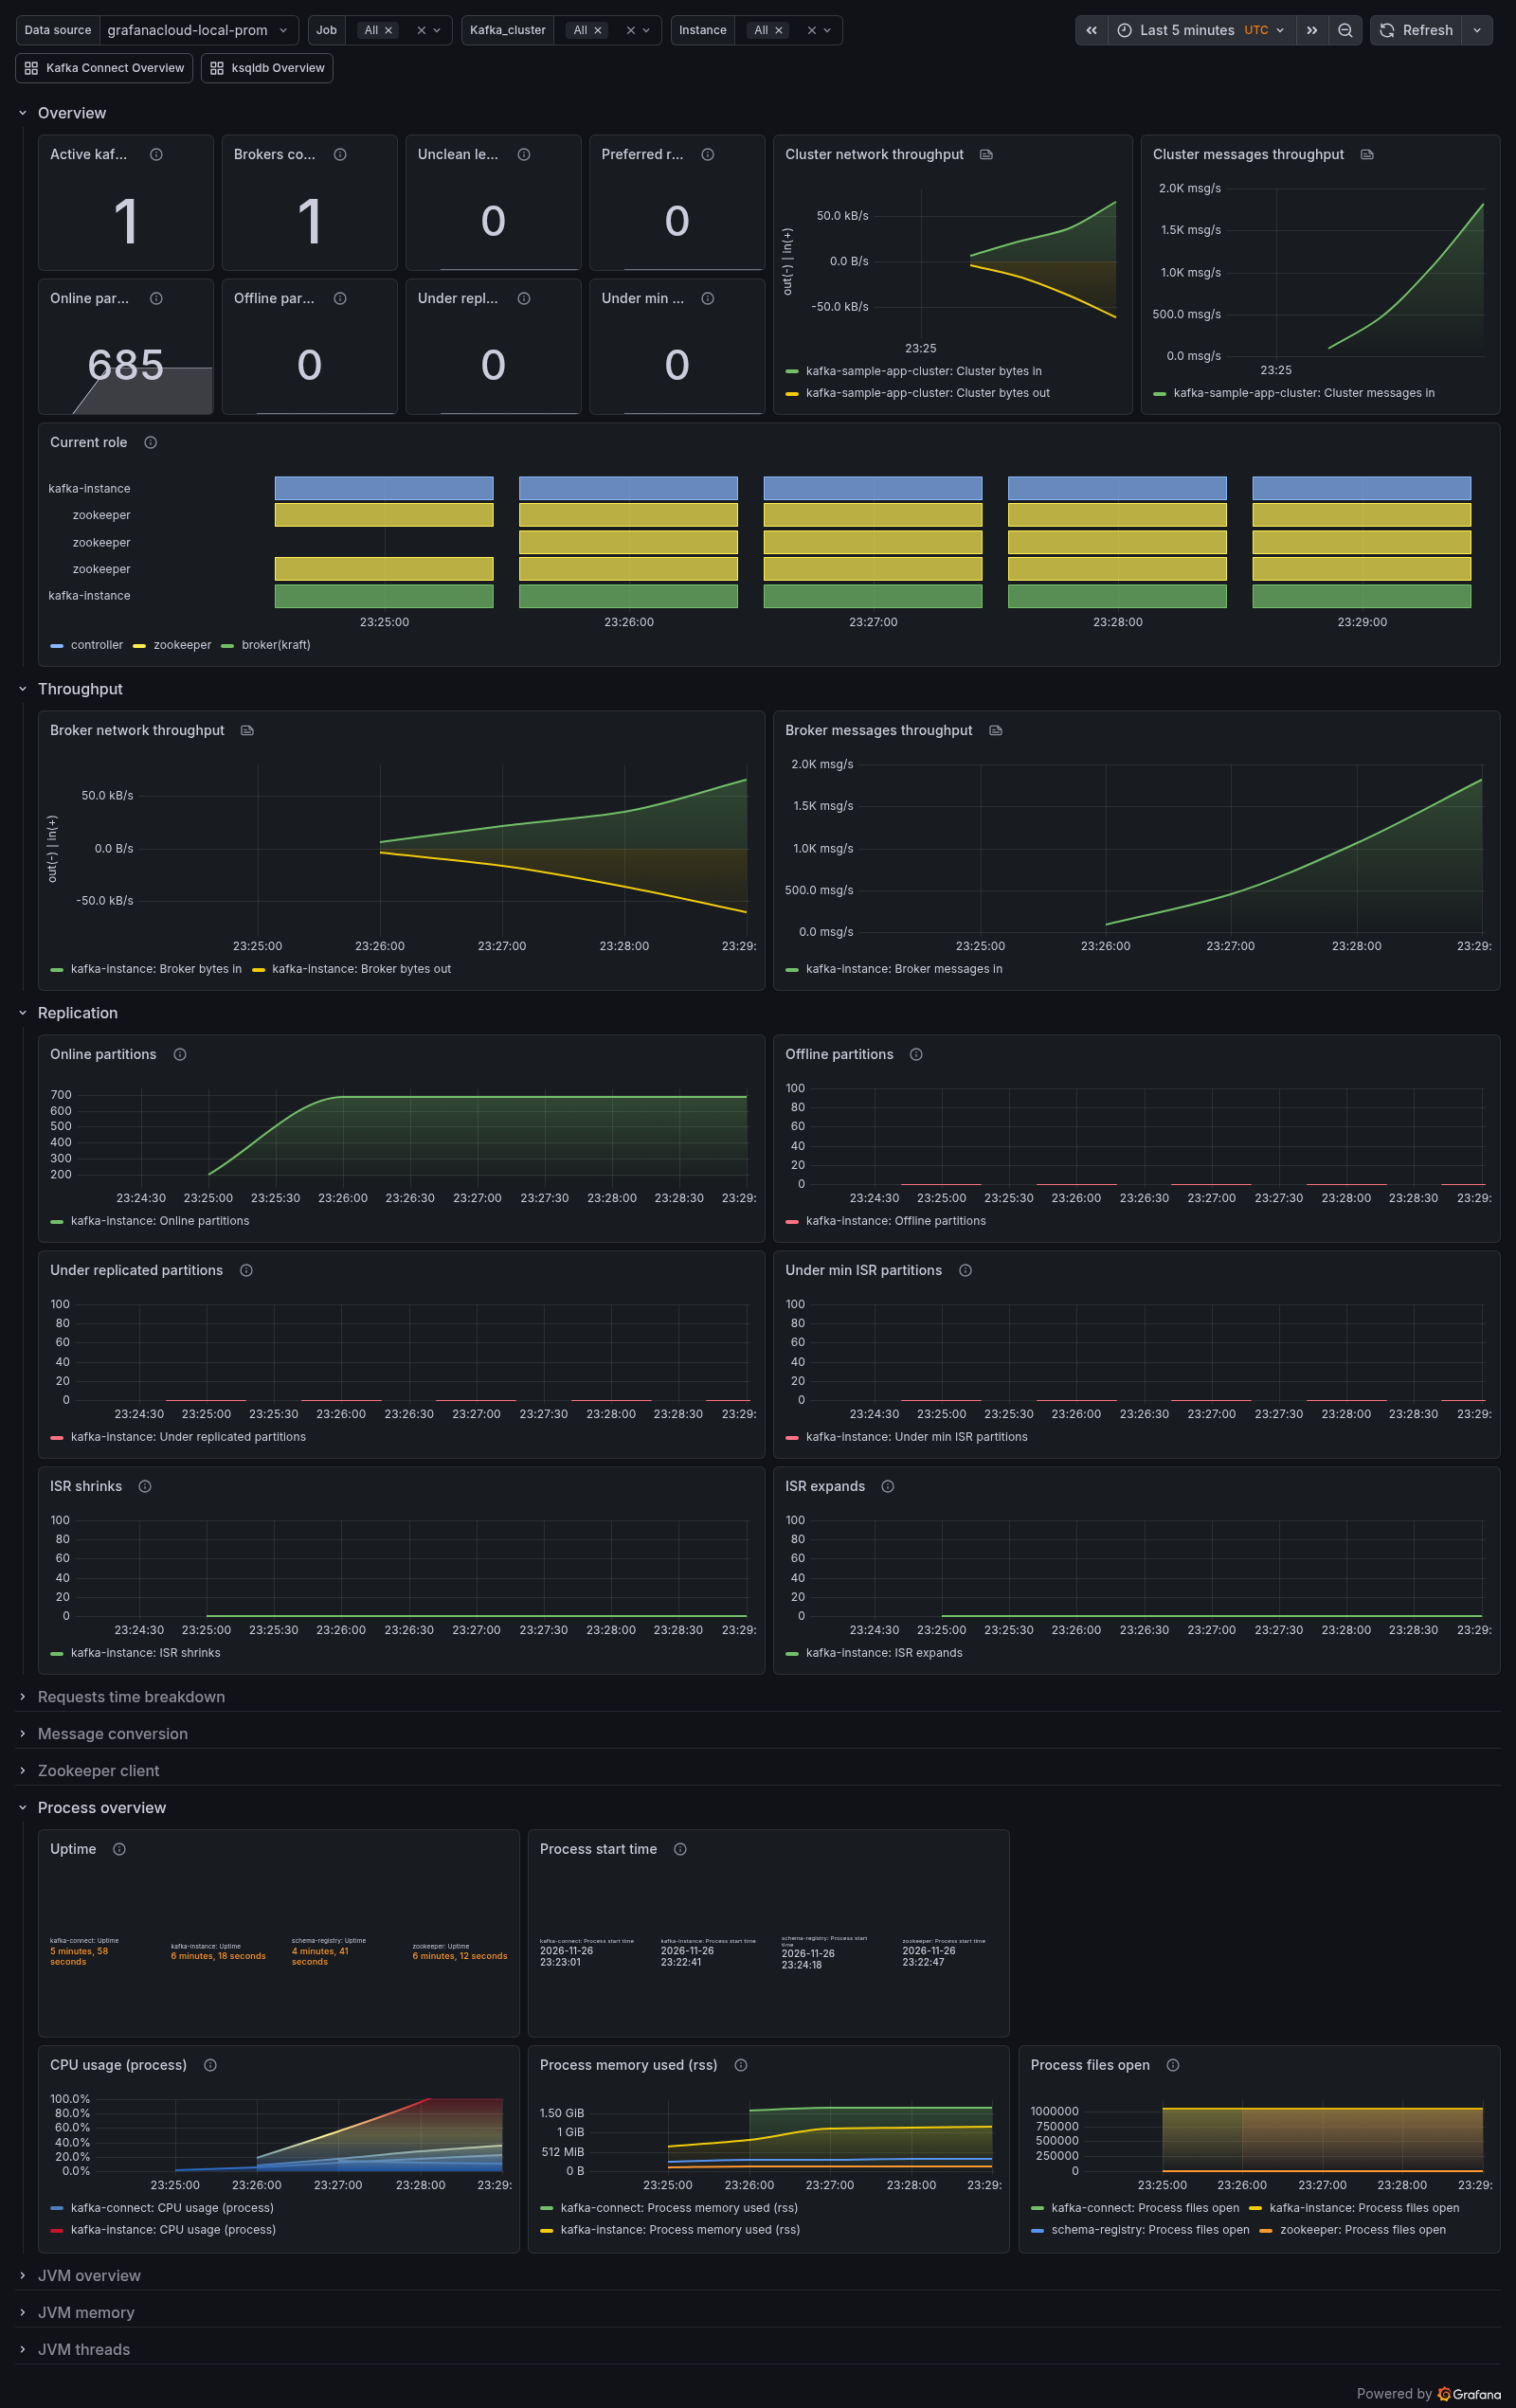 Data source grafanacloud-local-prom Job All Kafka_cluster All Instance All Last 5 minutes UTC Refresh
Kafka Connect Overview ksqldb Overview
Overview
Active kaf... Brokers co... Unclean le... Preferred r...
1 1 0 0
Online par... Offline par... Under repl... Under min ...
685 0 0 0
Cluster network throughput
out(-) | in(+)
50.0 kB/s
0.0 B/s
-50.0 kB/s
23:25
kafka-sample-app-cluster: Cluster bytes in
kafka-sample-app-cluster: Cluster bytes out
Cluster messages throughput
2.0K msg/s
1.5K msg/s
1.0K msg/s
500.0 msg/s
0.0 msg/s
23:25
kafka-sample-app-cluster: Cluster messages in
Current role
kafka-instance
zookeeper
zookeeper
zookeeper
kafka-instance
23:25:00 23:26:00 23:27:00 23:28:00 23:29:00
controller zookeeper broker(kraft)
Throughput
Broker network throughput
out(-) | in(+)
50.0 kB/s
0.0 B/s
-50.0 kB/s
23:25:00 23:26:00 23:27:00 23:28:00 23:29:
kafka-instance: Broker bytes in kafka-instance: Broker bytes out
Broker messages throughput
2.0K msg/s
1.5K msg/s
1.0K msg/s
500.0 msg/s
0.0 msg/s
23:25:00 23:26:00 23:27:00 23:28:00 23:29:
kafka-instance: Broker messages in
Replication
Online partitions
700
600
500
400
300
200
23:24:30 23:25:00 23:25:30 23:26:00 23:26:30 23:27:00 23:27:30 23:28:00 23:28:30 23:29:
kafka-instance: Online partitions
Offline partitions
100
80
60
40
20
0
23:24:30 23:25:00 23:25:30 23:26:00 23:26:30 23:27:00 23:27:30 23:28:00 23:28:30 23:29:
kafka-instance: Offline partitions
Under replicated partitions
100
80
60
40
20
0
23:24:30 23:25:00 23:25:30 23:26:00 23:26:30 23:27:00 23:27:30 23:28:00 23:28:30 23:29:
kafka-instance: Under replicated partitions
Under min ISR partitions
100
80
60
40
20
0
23:24:30 23:25:00 23:25:30 23:26:00 23:26:30 23:27:00 23:27:30 23:28:00 23:28:30 23:29:
kafka-instance: Under min ISR partitions
ISR shrinks
100
80
60
40
20
0
23:24:30 23:25:00 23:25:30 23:26:00 23:26:30 23:27:00 23:27:30 23:28:00 23:28:30 23:29:
kafka-instance: ISR shrinks
ISR expands
100
80
60
40
20
0
23:24:30 23:25:00 23:25:30 23:26:00 23:26:30 23:27:00 23:27:30 23:28:00 23:28:30 23:29:
kafka-instance: ISR expands
Requests time breakdown
Message conversion
Zookeeper client
Process overview
Uptime
kafka-connect: Uptime
5 minutes, 58
seconds
kafka-instance: Uptime
6 minutes, 18 seconds
schema-registry: Uptime
4 minutes, 41
seconds
zookeeper: Uptime
6 minutes, 12 seconds
Process start time
kafka-connect: Process start time
2026-11-26
23:23:01
kafka-instance: Process start time
2026-11-26
23:22:41
schema-registry: Process start
time
2026-11-26
23:24:18
zookeeper: Process start time
2026-11-26
23:22:47
CPU usage (process)
100.0%
80.0%
60.0%
40.0%
20.0%
0.0%
23:25:00 23:26:00 23:27:00 23:28:00 23:29:
kafka-connect: CPU usage (process)
kafka-instance: CPU usage (process)
Process memory used (rss)
1.50 GiB
1 GiB
512 MiB
0 B
23:25:00 23:26:00 23:27:00 23:28:00 23:29:
kafka-connect: Process memory used (rss)
kafka-instance: Process memory used (rss)
Process files open
1000000
750000
500000
250000
0
23:25:00 23:26:00 23:27:00 23:28:00 23:29:
kafka-connect: Process files open kafka-instance: Process files open
schema-registry: Process files open zookeeper: Process files open
JVM overview
JVM memory
JVM threads
Powered by Grafana